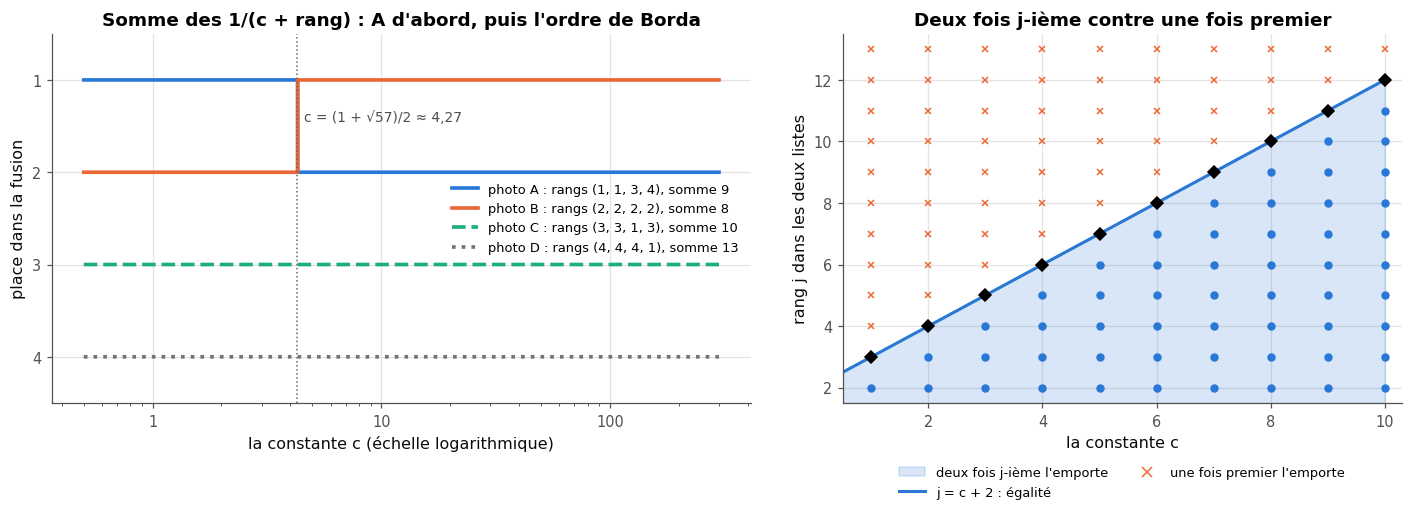 Somme des 1/(c + rang) : A d'abord, puis l'ordre de Borda
place dans la fusion
1
2
3
4
c = (1 + √57)/2 ≈ 4,27
photo A : rangs (1, 1, 3, 4), somme 9
photo B : rangs (2, 2, 2, 2), somme 8
photo C : rangs (3, 3, 1, 3), somme 10
photo D : rangs (4, 4, 4, 1), somme 13
1
10
100
la constante c (échelle logarithmique)
Deux fois j-ième contre une fois premier
rang j dans les deux listes
12
10
8
6
4
2
2
4
6
8
10
la constante c
deux fois j-ième l'emporte
j = c + 2 : égalité
une fois premier l'emporte